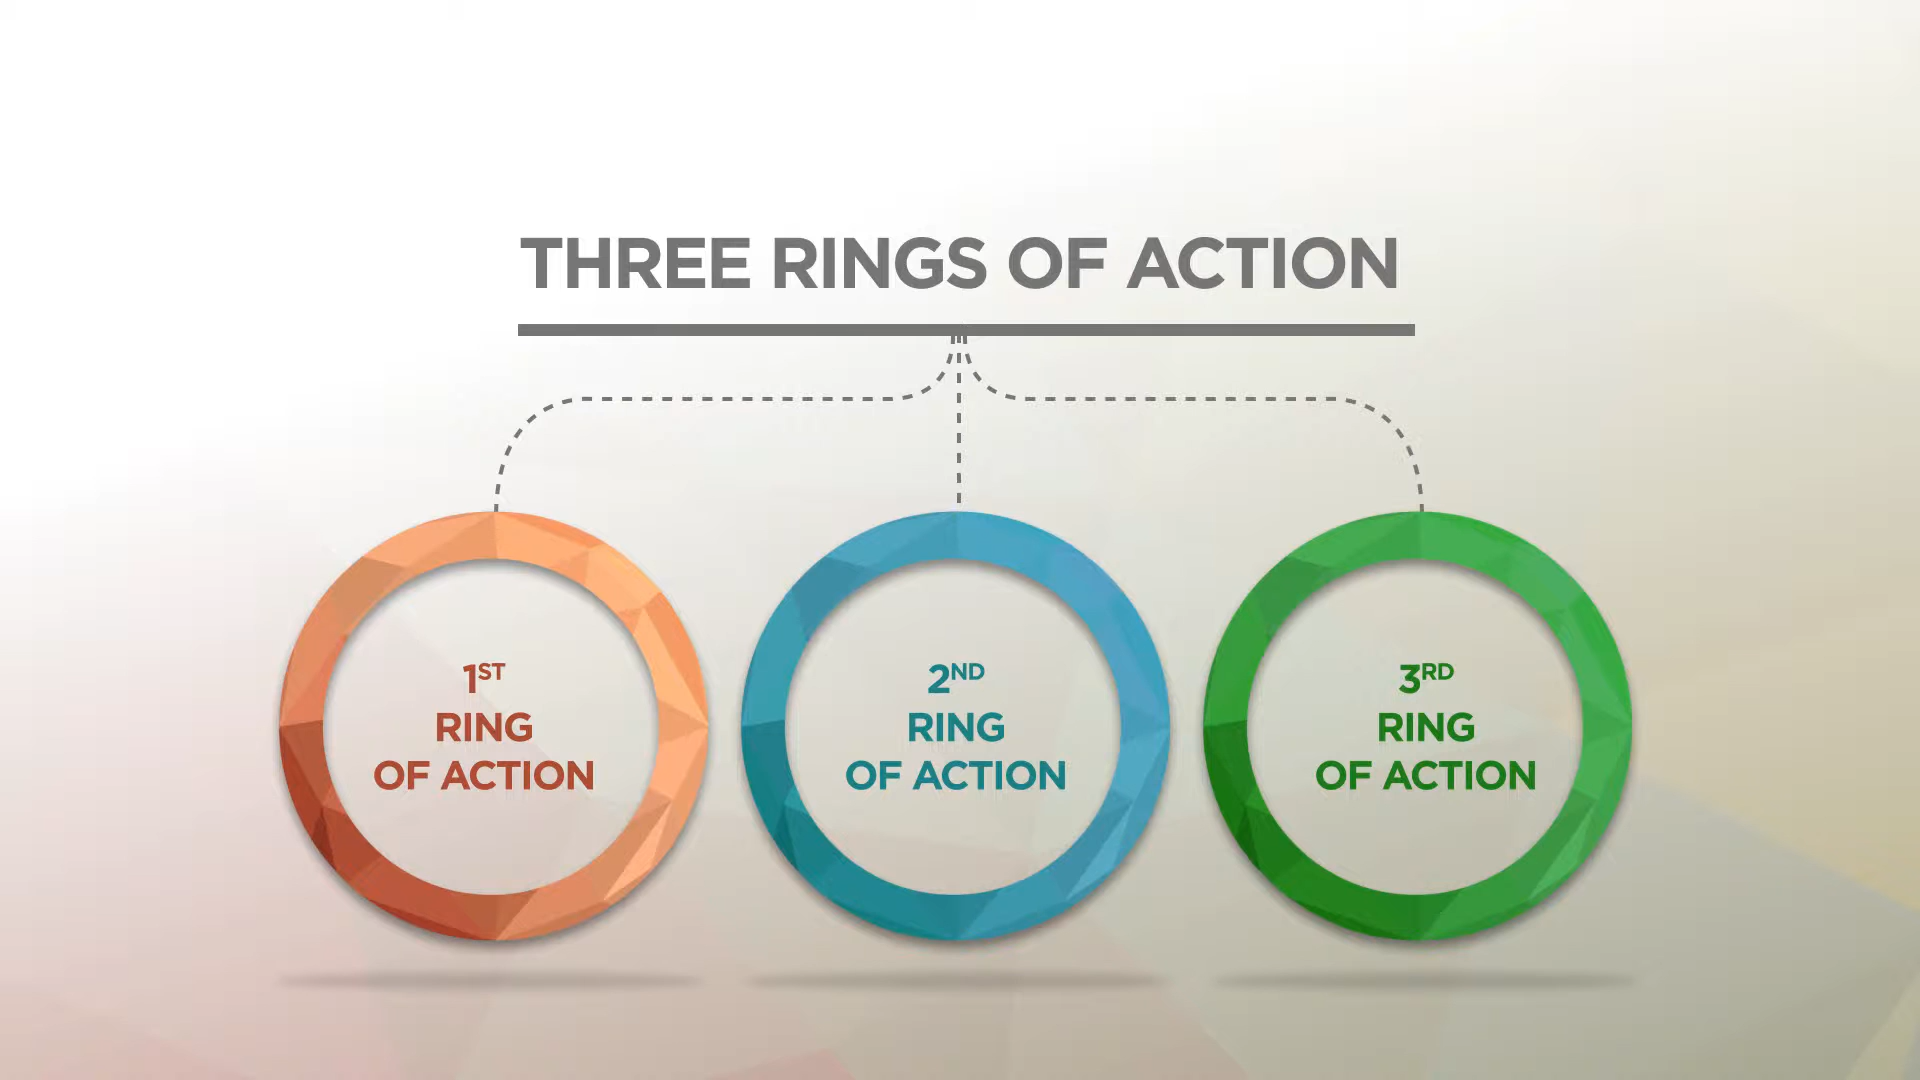 THREE RINGS OF ACTION
1ST
RING
OF ACTION
2ND
RING
OF ACTION
3RD
RING
OF ACTION